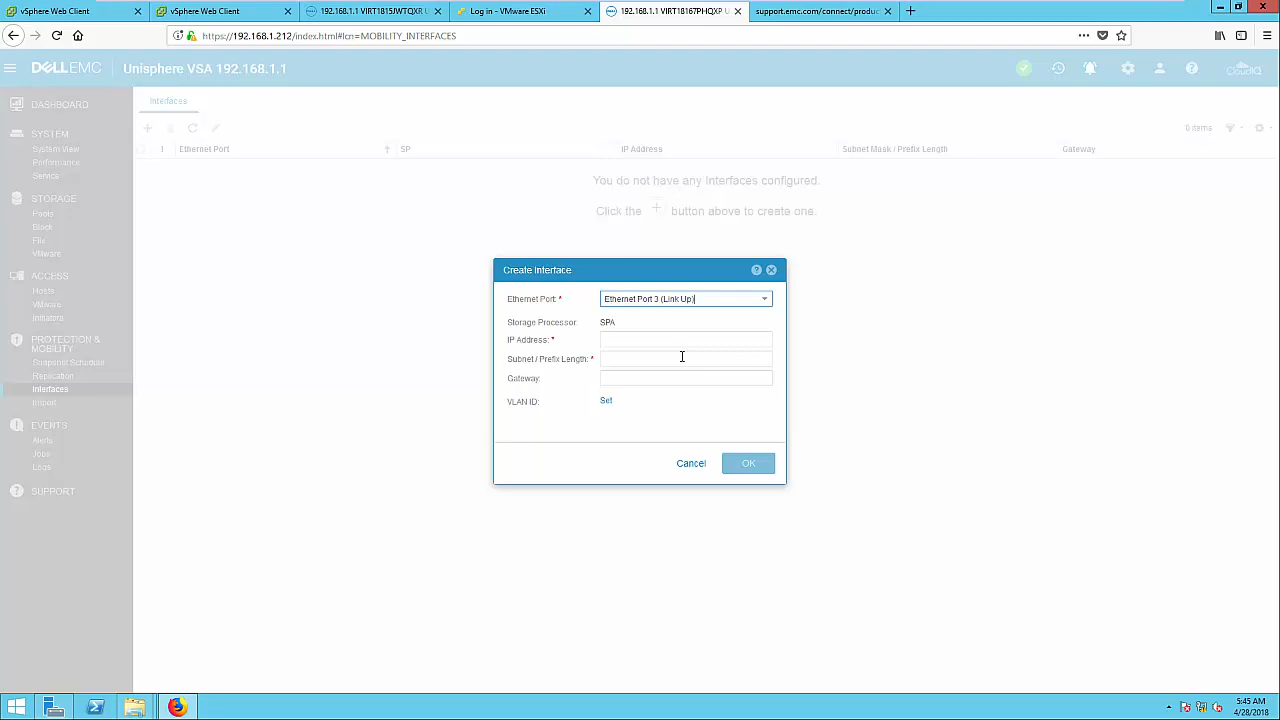 vSphere Web Client
vSphere Web Client
192.168.1.1 VIRT1815JWTQXR U
Log in - VMware ESXi
192.168.1.1 VIRT18167PHQXP U
support.emc.com/connect/produc
https://192.168.1.212/index.html#lcn=MOBILITY_INTERFACES
DELLEMC
Unisphere VSA 192.168.1.1
CloudIQ
DASHBOARD
SYSTEM
System View
Performance
Service
STORAGE
Pools
Block
File
VMware
ACCESS
Hosts
VMware
Initiators
PROTECTION &
MOBILITY
Snapshot Schedule
Replication
Interfaces
Import
EVENTS
Alerts
Jobs
Logs
SUPPORT
Interfaces
0 items
! Ethernet Port SP IP Address Subnet Mask / Prefix Length Gateway
You do not have any Interfaces configured.
Click the + button above to create one.
Create Interface
Ethernet Port: * Ethernet Port 3 (Link Up)
Storage Processor: SPA
IP Address: *
Subnet / Prefix Length: *
Gateway:
VLAN ID: Set
Cancel OK
5:45 AM
4/28/2018